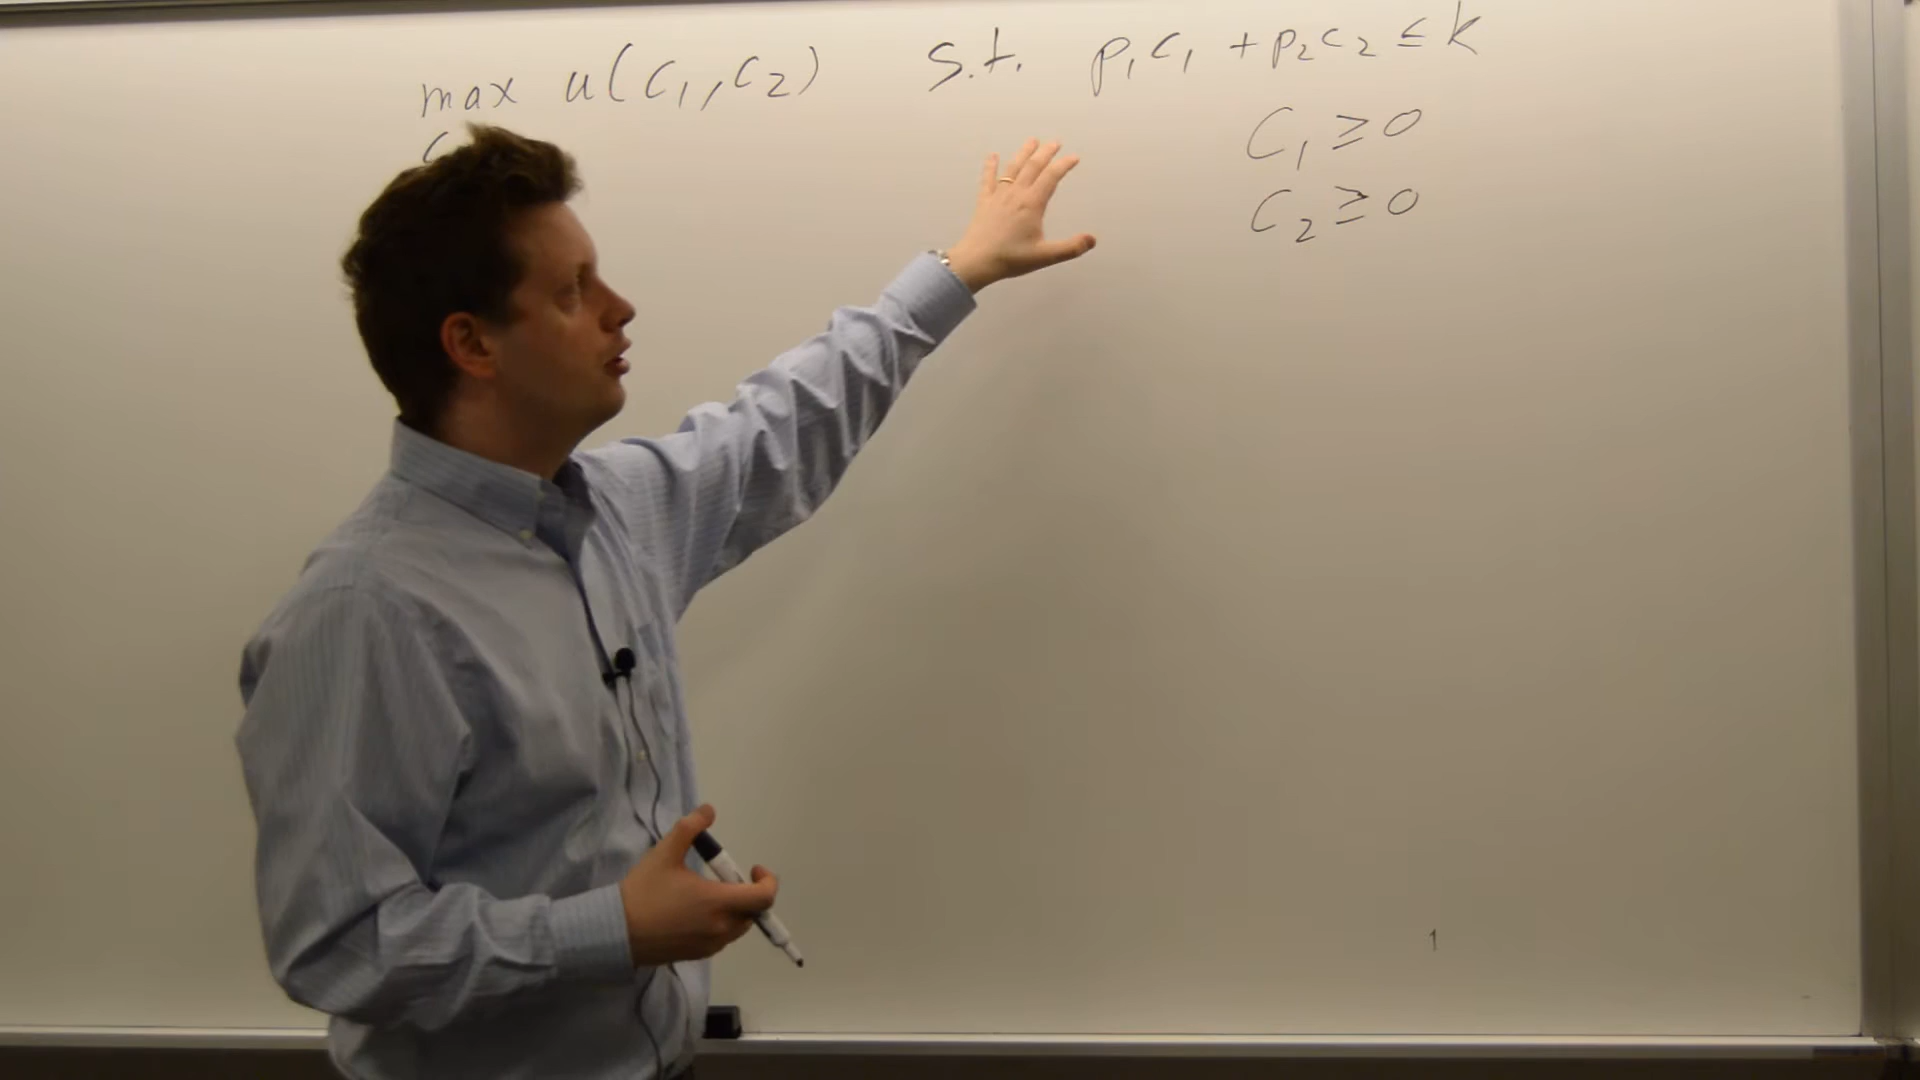 max u(c₁,c₂) s.t. p₁c₁ + p₂c₂ ≤ k
c
c₁ ≥ 0
c₂ ≥ 0
1